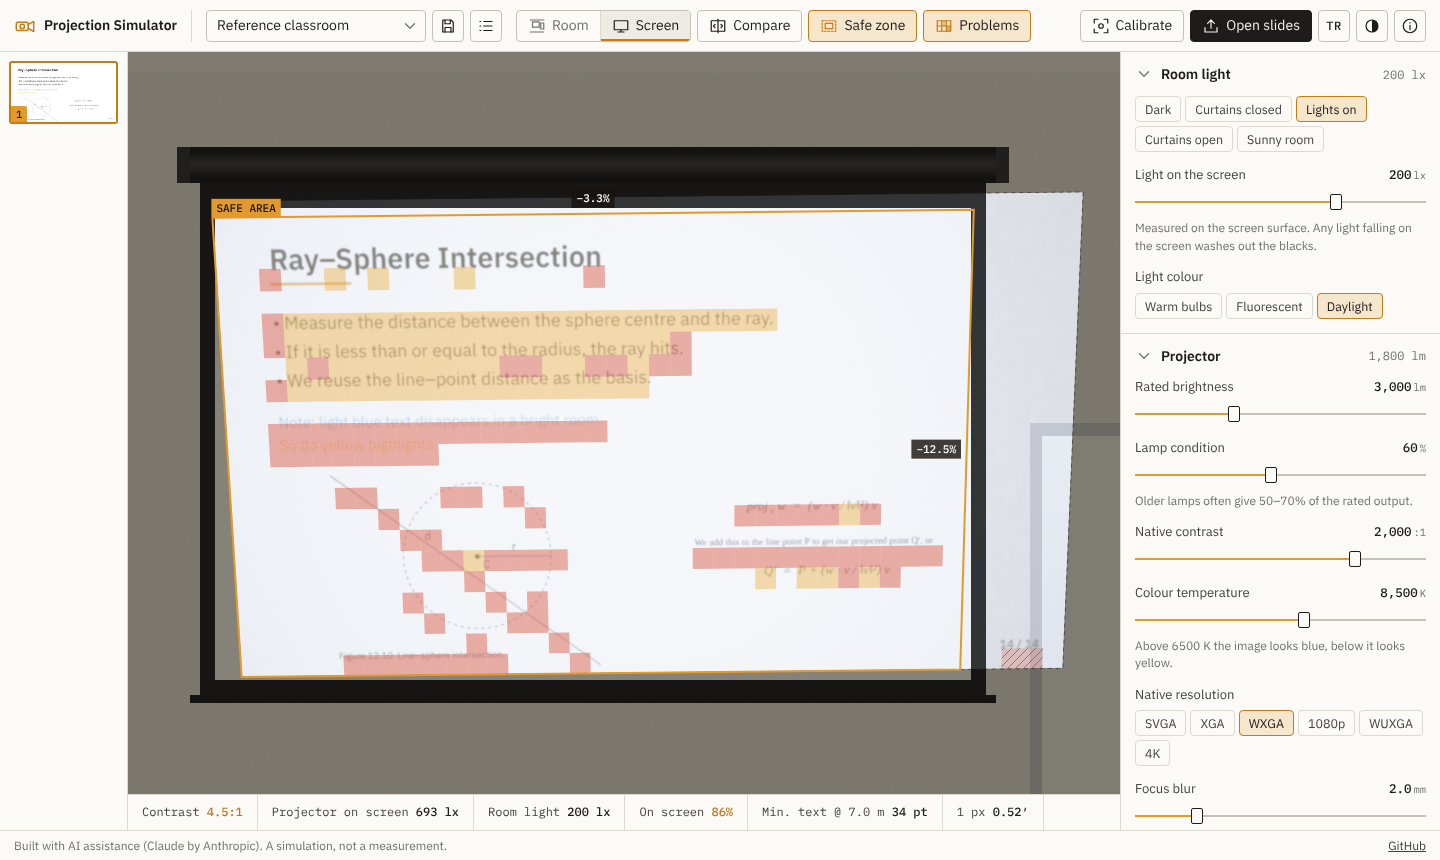 Projection Simulator
Reference classroom
Room
Screen
Compare
Safe zone
Problems
Calibrate
Open slides
TR
1
SAFE AREA
−3.3%
−12.5%
Ray–Sphere Intersection
• Measure the distance between the sphere centre and the ray.
• If it is less than or equal to the radius, the ray hits.
• We reuse the line–point distance as the basis.
Note: light blue text disappears in a bright room.
So do yellow highlights.
d
r
C
We add this to the line point P to get our projected point Q', or
Figure 12.10 Line–sphere intersection
14 / 14
Room light
200 lx
Dark
Curtains closed
Lights on
Curtains open
Sunny room
Light on the screen
200 lx
Measured on the screen surface. Any light falling on
the screen washes out the blacks.
Light colour
Warm bulbs
Fluorescent
Daylight
Projector
1,800 lm
Rated brightness
3,000 lm
Lamp condition
60 %
Older lamps often give 50–70% of the rated output.
Native contrast
2,000 :1
Colour temperature
8,500 K
Above 6500 K the image looks blue, below it looks
yellow.
Native resolution
SVGA
XGA
WXGA
1080p
WUXGA
4K
Focus blur
2.0 mm
Contrast 4.5:1
Projector on screen 693 lx
Room light 200 lx
On screen 86%
Min. text @ 7.0 m 34 pt
1 px 0.52′
Built with AI assistance (Claude by Anthropic). A simulation, not a measurement.
GitHub